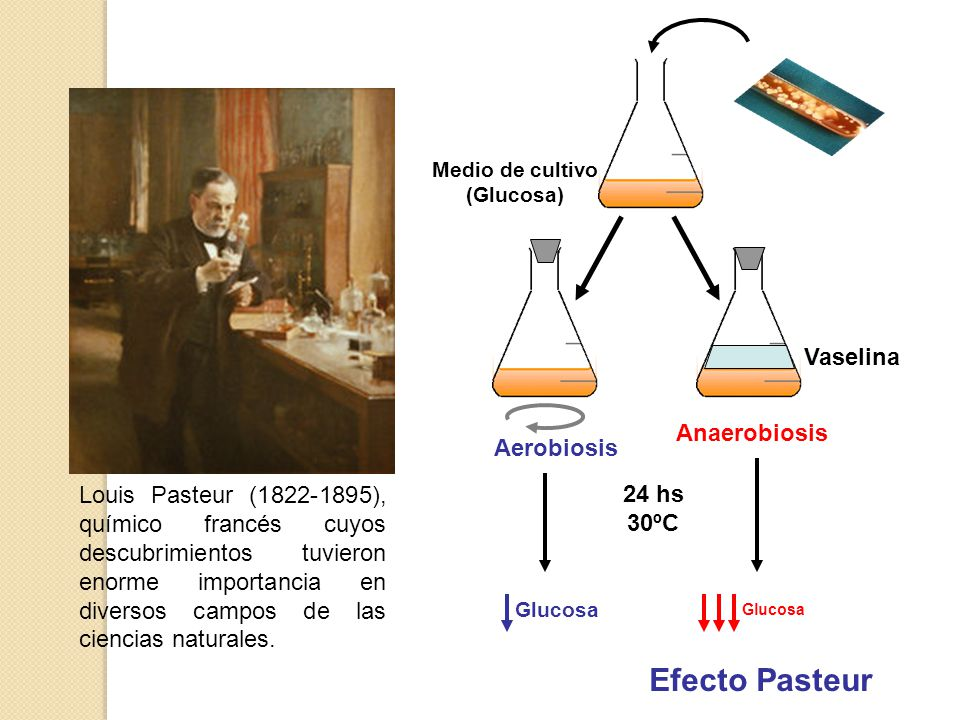 Medio de cultivo
(Glucosa)
Vaselina
Anaerobiosis
Aerobiosis
24 hs
30ºC
Glucosa
Glucosa
Efecto Pasteur
Louis Pasteur (1822-1895),
químico francés cuyos
descubrimientos tuvieron
enorme importancia en
diversos campos de las
ciencias naturales.